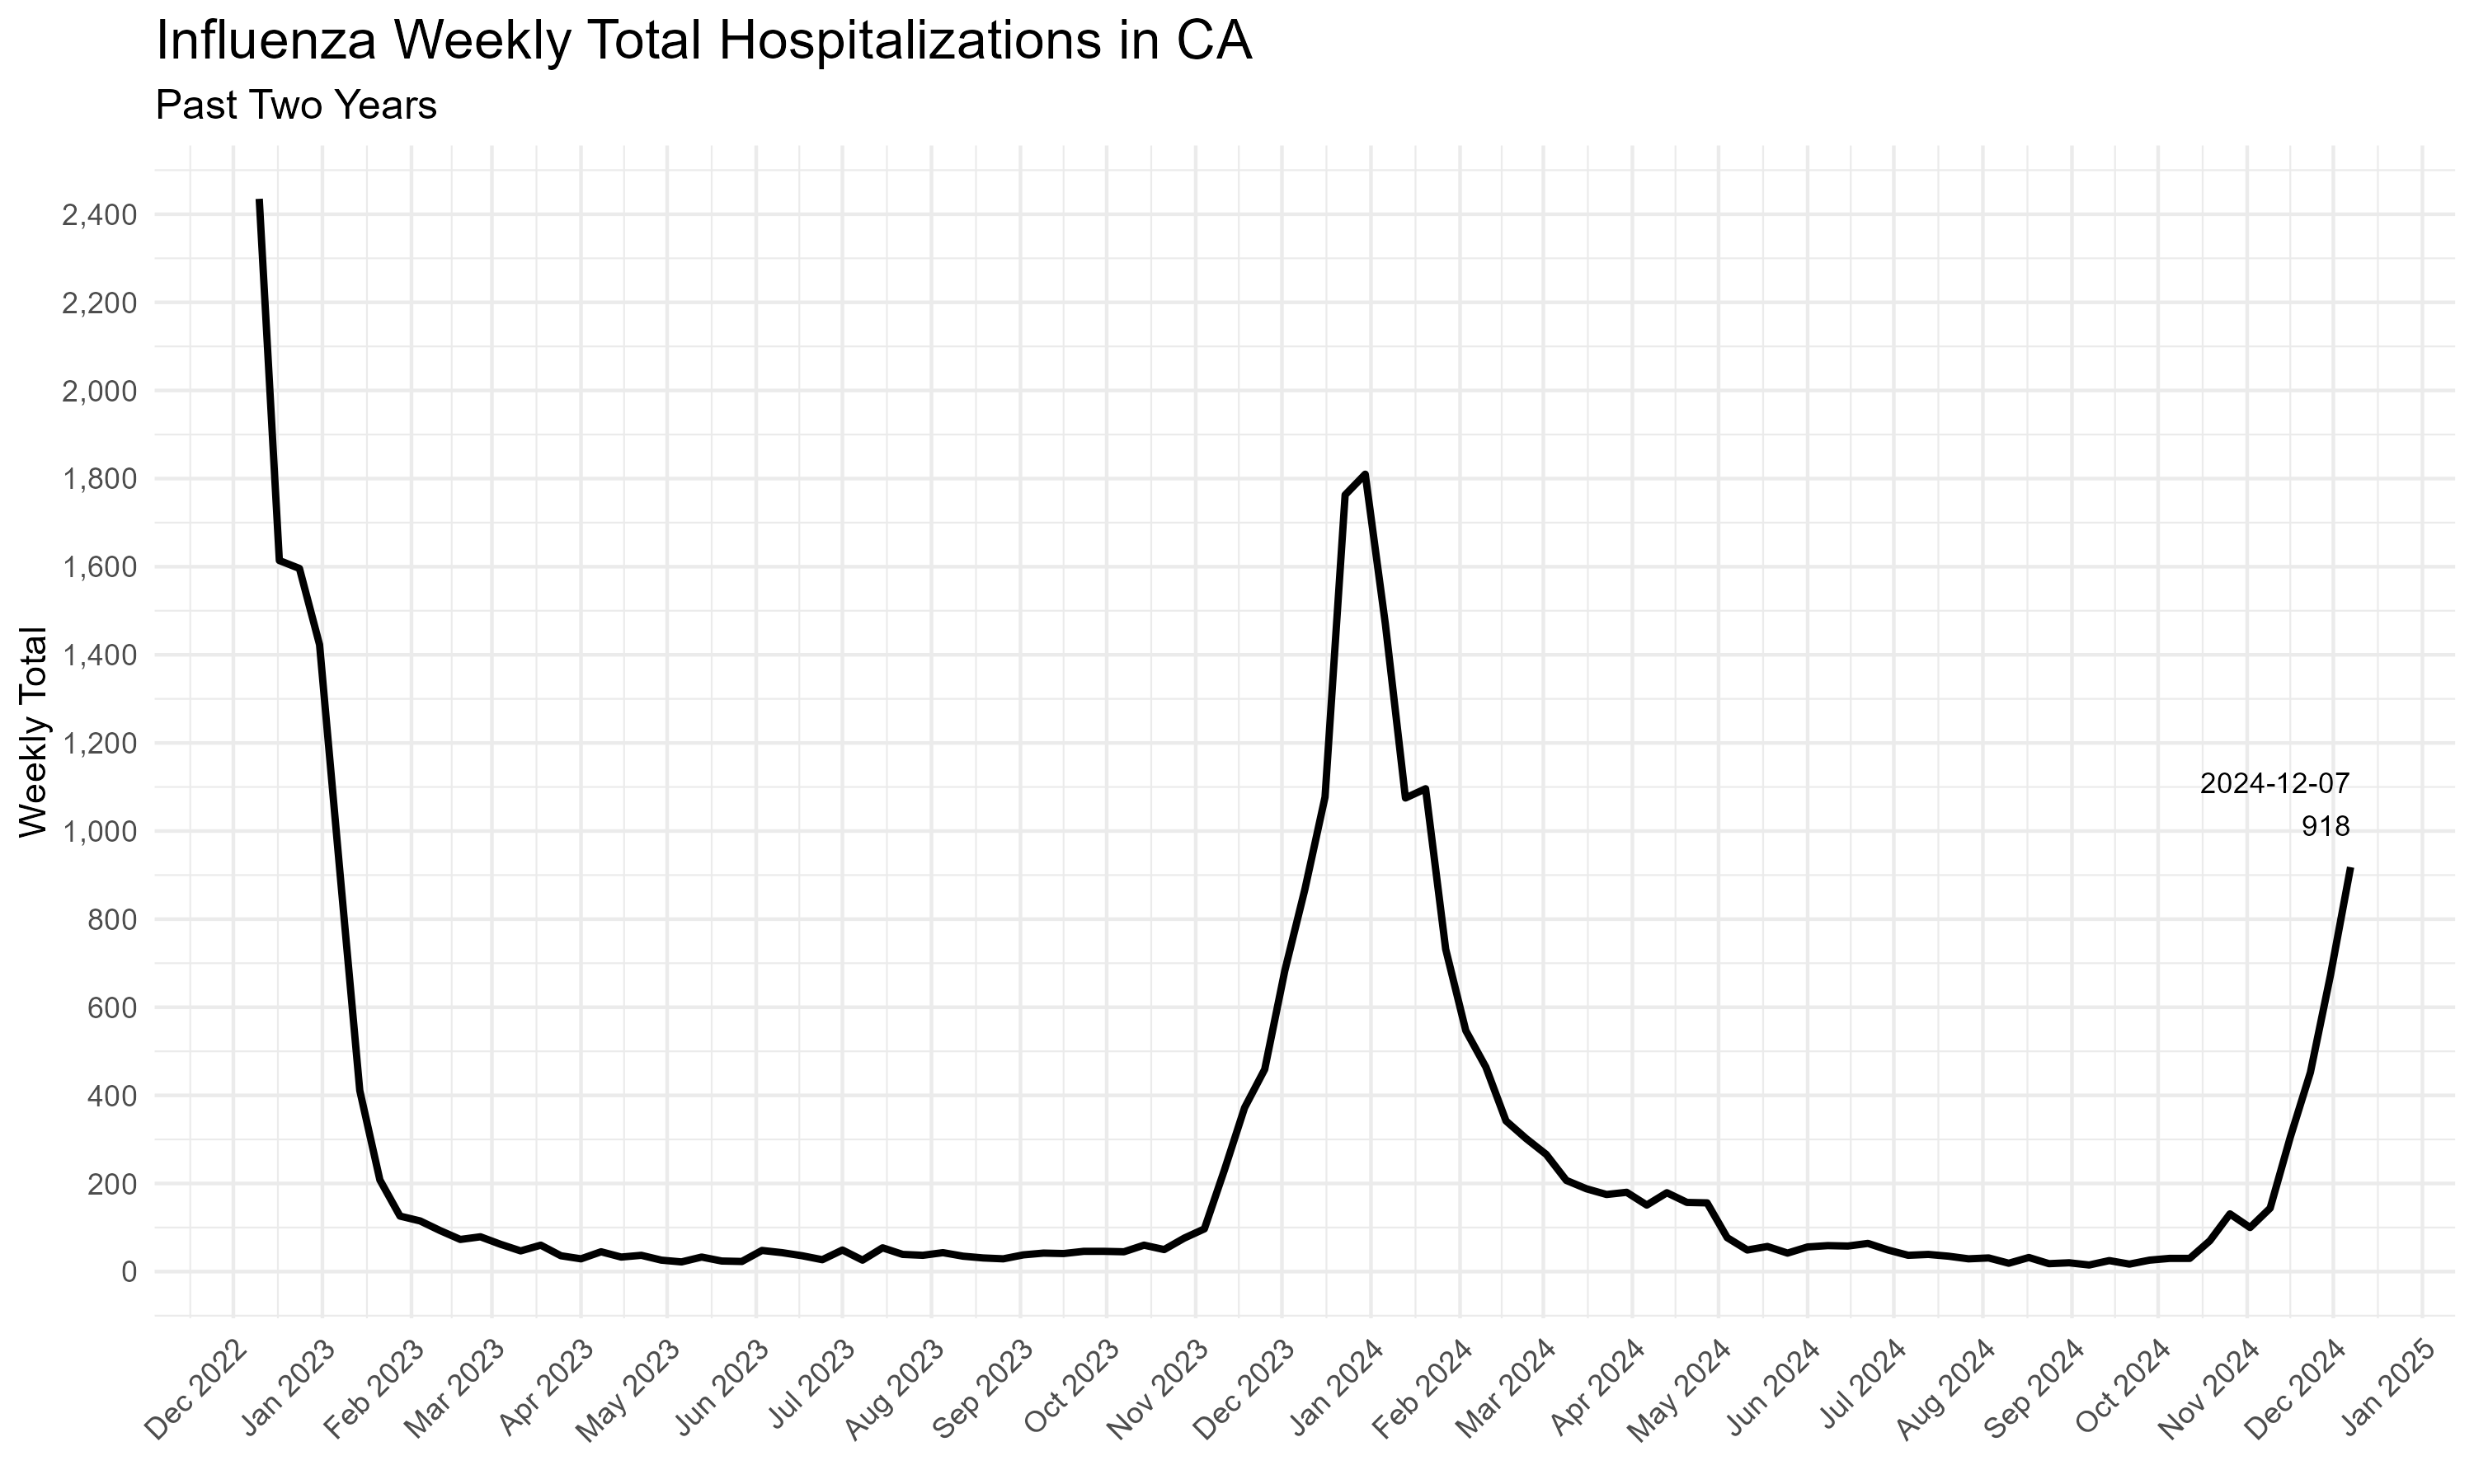 Influenza Weekly Total Hospitalizations in CA
Past Two Years
Weekly Total
2,400
2,200
2,000
1,800
1,600
1,400
1,200
1,000
800
600
400
200
0
2024-12-07
918
Dec 2022
Jan 2023
Feb 2023
Mar 2023
Apr 2023
May 2023
Jun 2023
Jul 2023
Aug 2023
Sep 2023
Oct 2023
Nov 2023
Dec 2023
Jan 2024
Feb 2024
Mar 2024
Apr 2024
May 2024
Jun 2024
Jul 2024
Aug 2024
Sep 2024
Oct 2024
Nov 2024
Dec 2024
Jan 2025